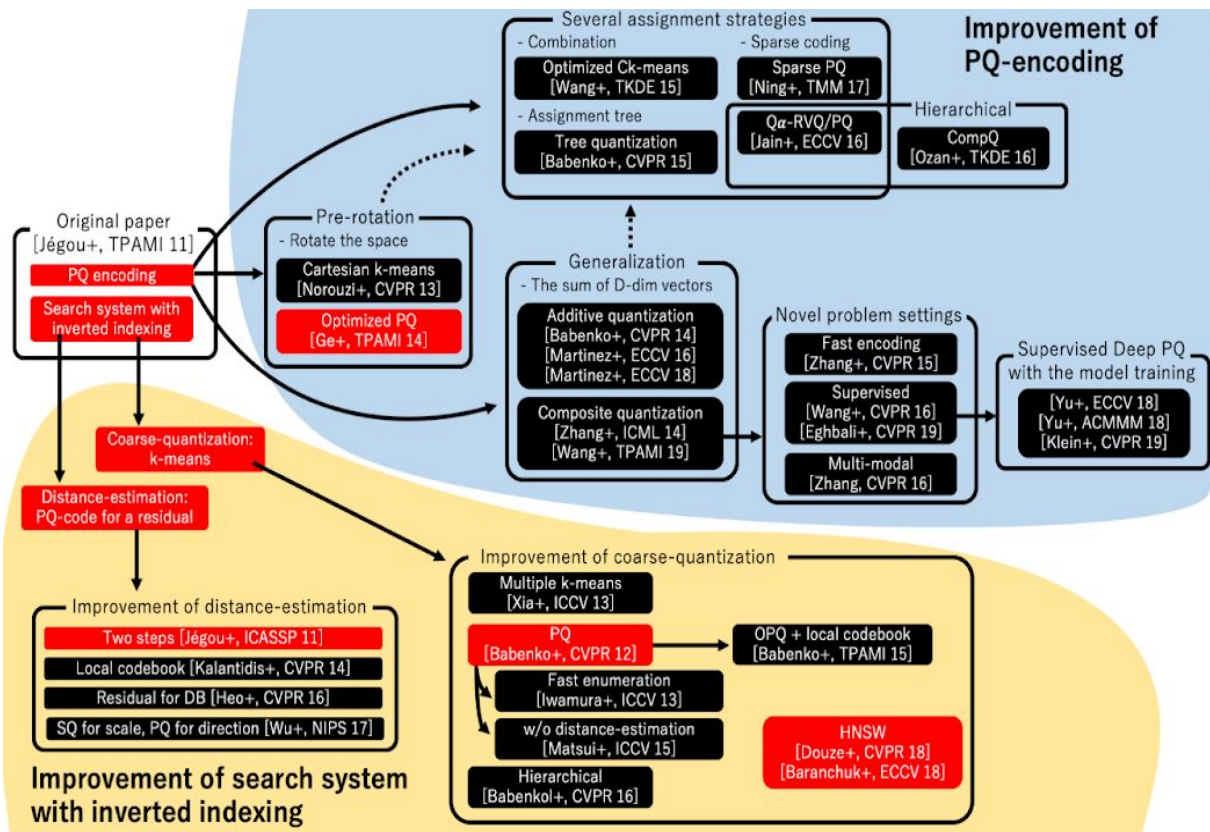 Improvement of
PQ-encoding
Several assignment strategies
- Combination
Optimized Ck-means
[Wang+, TKDE 15]
- Assignment tree
Tree quantization
[Babenko+, CVPR 15]
- Sparse coding
Sparse PQ
[Ning+, TMM 17]
Qα-RVQ/PQ
[Jain+, ECCV 16]
Hierarchical
CompQ
[Ozan+, TKDE 16]
Original paper
[Jégou+, TPAMI 11]
PQ encoding
Search system with
inverted indexing
Pre-rotation
- Rotate the space
Cartesian k-means
[Norouzi+, CVPR 13]
Optimized PQ
[Ge+, TPAMI 14]
Generalization
- The sum of D-dim vectors
Additive quantization
[Babenko+, CVPR 14]
[Martinez+, ECCV 16]
[Martinez+, ECCV 18]
Composite quantization
[Zhang+, ICML 14]
[Wang+, TPAMI 19]
Novel problem settings
Fast encoding
[Zhang+, CVPR 15]
Supervised
[Wang+, CVPR 16]
[Eghbali+, CVPR 19]
Multi-modal
[Zhang, CVPR 16]
Supervised Deep PQ
with the model training
[Yu+, ECCV 18]
[Yu+, ACMMM 18]
[Klein+, CVPR 19]
Coarse-quantization:
k-means
Distance-estimation:
PQ-code for a residual
Improvement of distance-estimation
Two steps [Jégou+, ICASSP 11]
Local codebook [Kalantidis+, CVPR 14]
Residual for DB [Heo+, CVPR 16]
SQ for scale, PQ for direction [Wu+, NIPS 17]
Improvement of coarse-quantization
Multiple k-means
[Xia+, ICCV 13]
PQ
[Babenko+, CVPR 12]
OPQ + local codebook
[Babenko+, TPAMI 15]
Fast enumeration
[Iwamura+, ICCV 13]
w/o distance-estimation
[Matsui+, ICCV 15]
Hierarchical
[Babenkol+, CVPR 16]
HNSW
[Douze+, CVPR 18]
[Baranchuk+, ECCV 18]
Improvement of search system
with inverted indexing